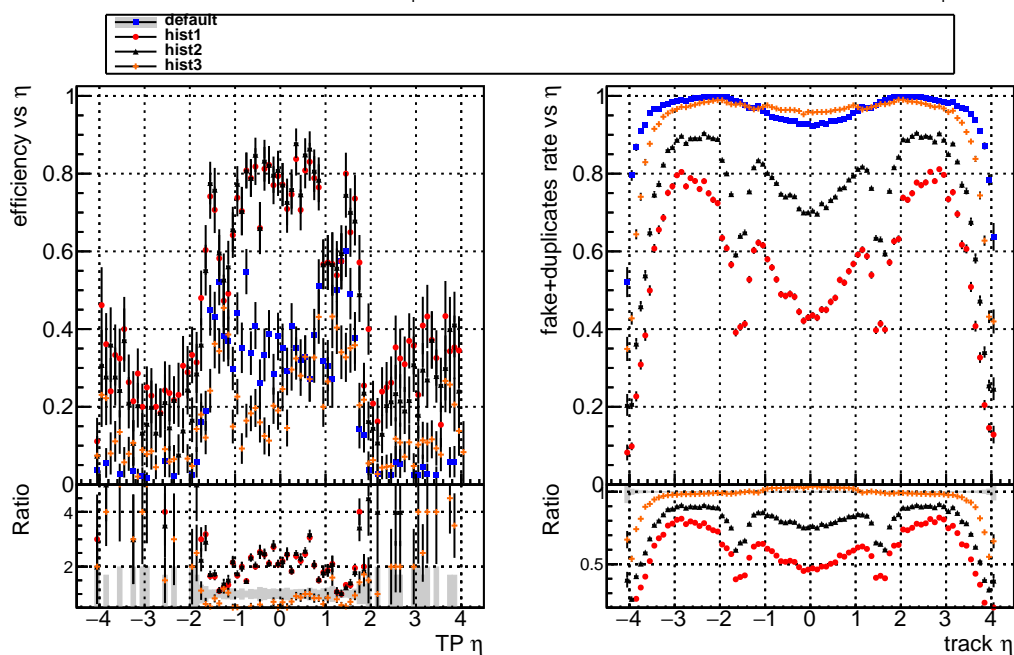 default
hist1
hist2
hist3
efficiency vs η
1
0.8
0.6
0.4
0.2
0
Ratio
4
2
−4 −3 −2 −1 0 1 2 3 4
TP η
fake+duplicates rate vs η
1
0.8
0.6
0.4
0.2
0
Ratio
0.5
−4 −3 −2 −1 0 1 2 3 4
track η